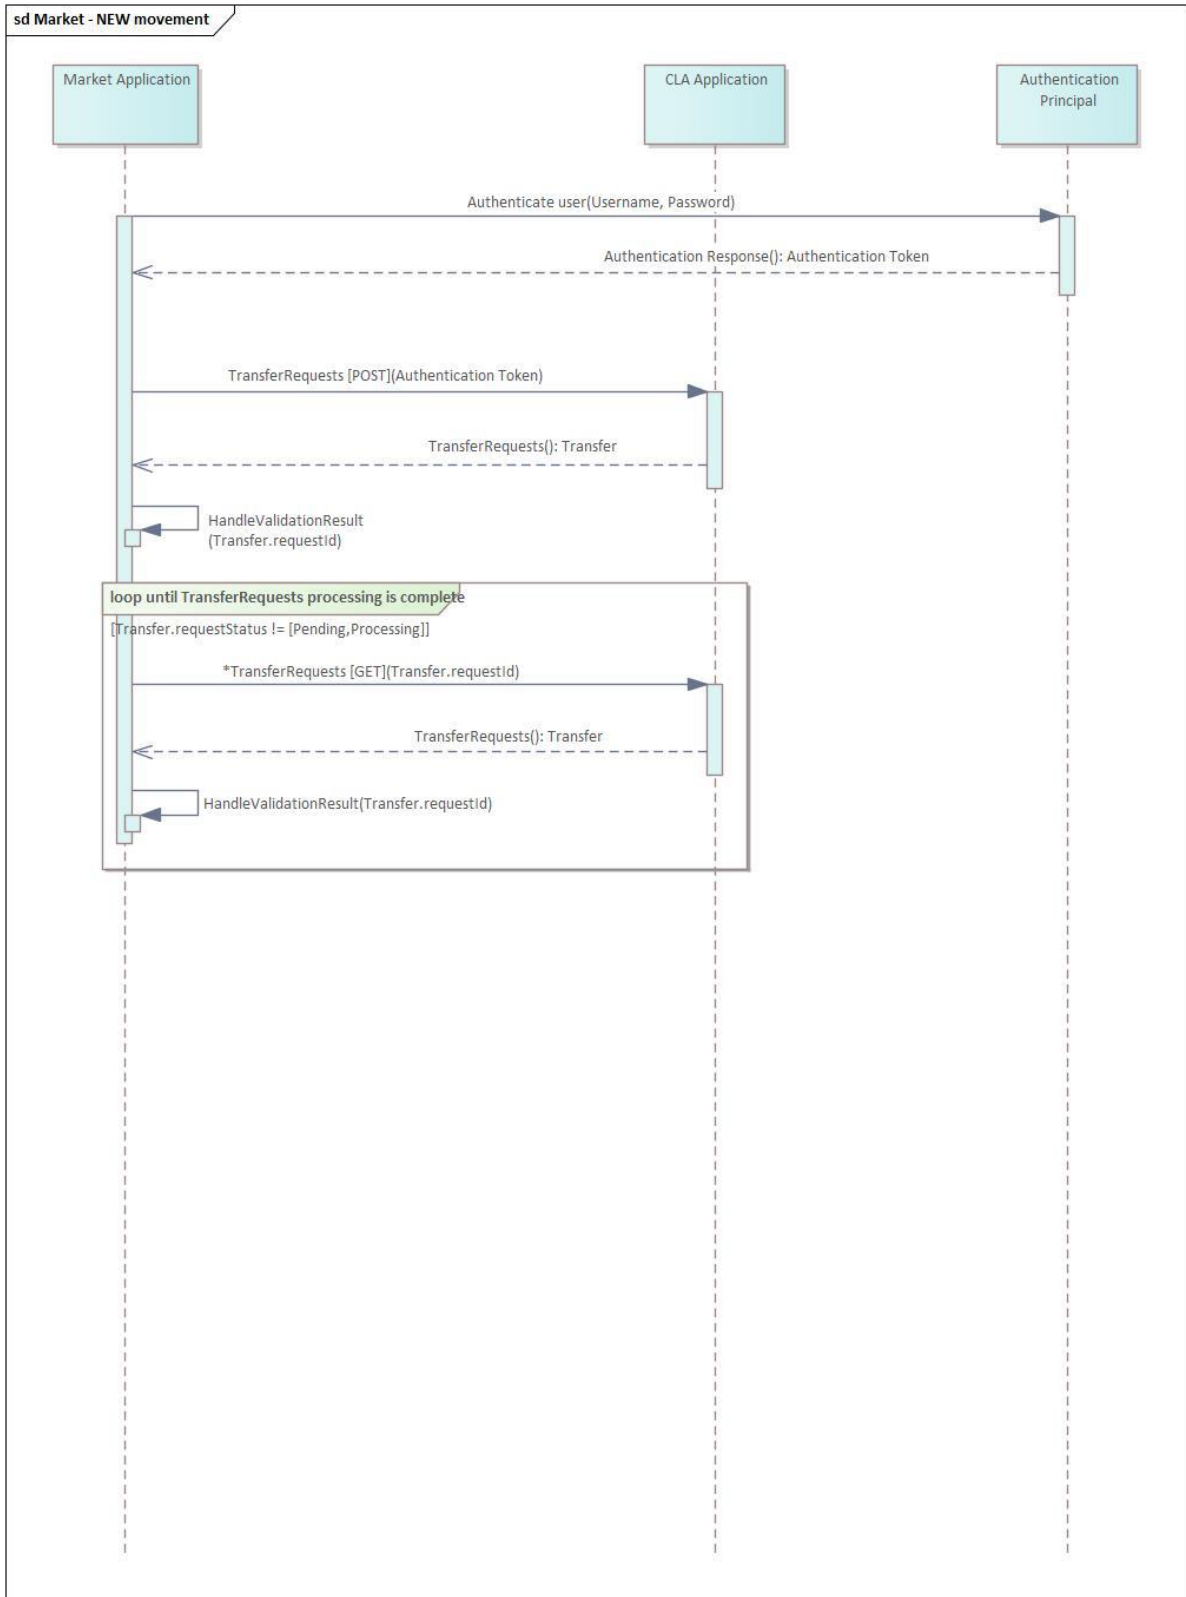 sd Market - NEW movement
Market Application
CLA Application
Authentication
Principal
Authenticate user(Username, Password)
Authentication Response(): Authentication Token
TransferRequests [POST](Authentication Token)
TransferRequests(): Transfer
HandleValidationResult
(Transfer.requestId)
loop until TransferRequests processing is complete
[Transfer.requestStatus != [Pending,Processing]]
*TransferRequests [GET](Transfer.requestId)
TransferRequests(): Transfer
HandleValidationResult(Transfer.requestId)